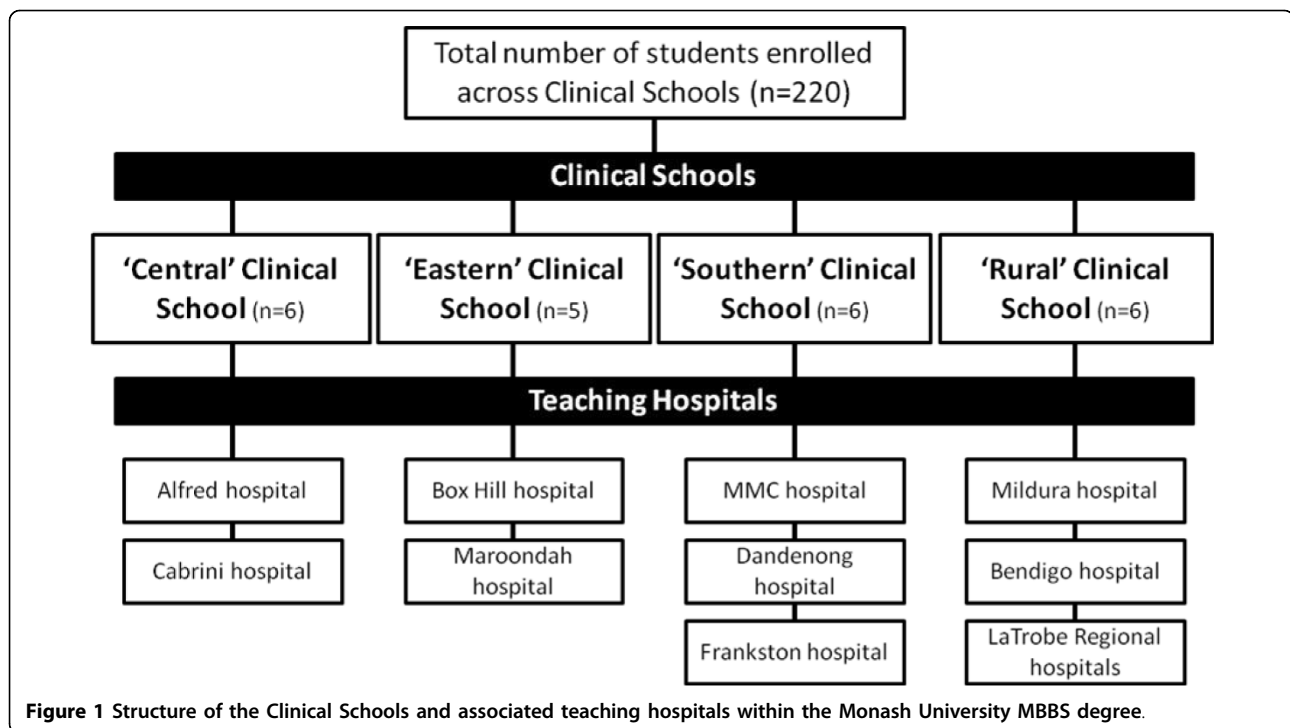 Total number of students enrolled
across Clinical Schools (n=220)
Clinical Schools
‘Central’ Clinical
School (n=6)
‘Eastern’ Clinical
School (n=5)
‘Southern’ Clinical
School (n=6)
‘Rural’ Clinical
School (n=6)
Teaching Hospitals
Alfred hospital
Cabrini hospital
Box Hill hospital
Maroondah
hospital
MMC hospital
Dandenong
hospital
Frankston hospital
Mildura hospital
Bendigo hospital
LaTrobe Regional
hospitals
Figure 1 Structure of the Clinical Schools and associated teaching hospitals within the Monash University MBBS degree.